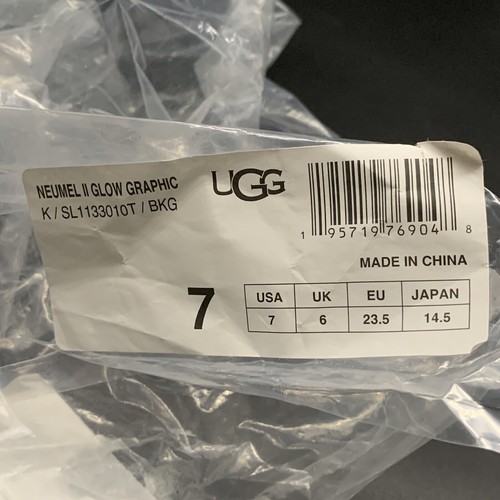 NEUMEL II GLOW GRAPHIC
K / SL1133010T / BKG
UGG
1 95719 76904 8
MADE IN CHINA
7
USA UK EU JAPAN
7 6 23.5 14.5